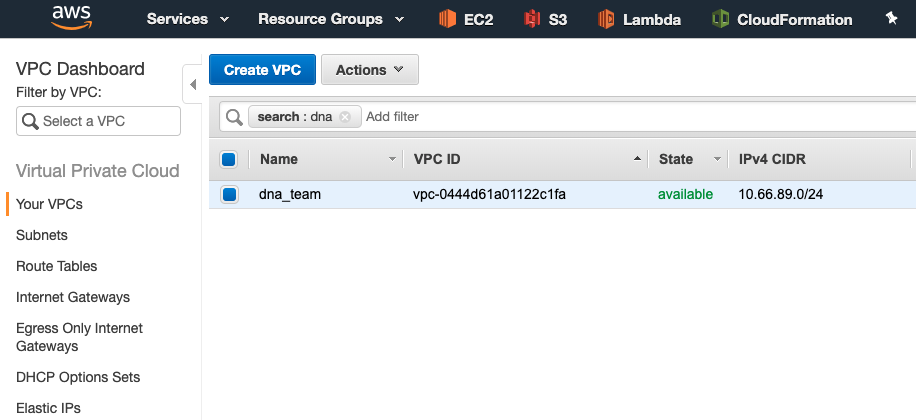 aws Services Resource Groups EC2 S3 Lambda CloudFormation
VPC Dashboard
Filter by VPC:
Select a VPC
Virtual Private Cloud
Your VPCs
Subnets
Route Tables
Internet Gateways
Egress Only Internet
Gateways
DHCP Options Sets
Elastic IPs
Create VPC Actions
search : dna Add filter
Name VPC ID State IPv4 CIDR
dna_team vpc-0444d61a01122c1fa available 10.66.89.0/24